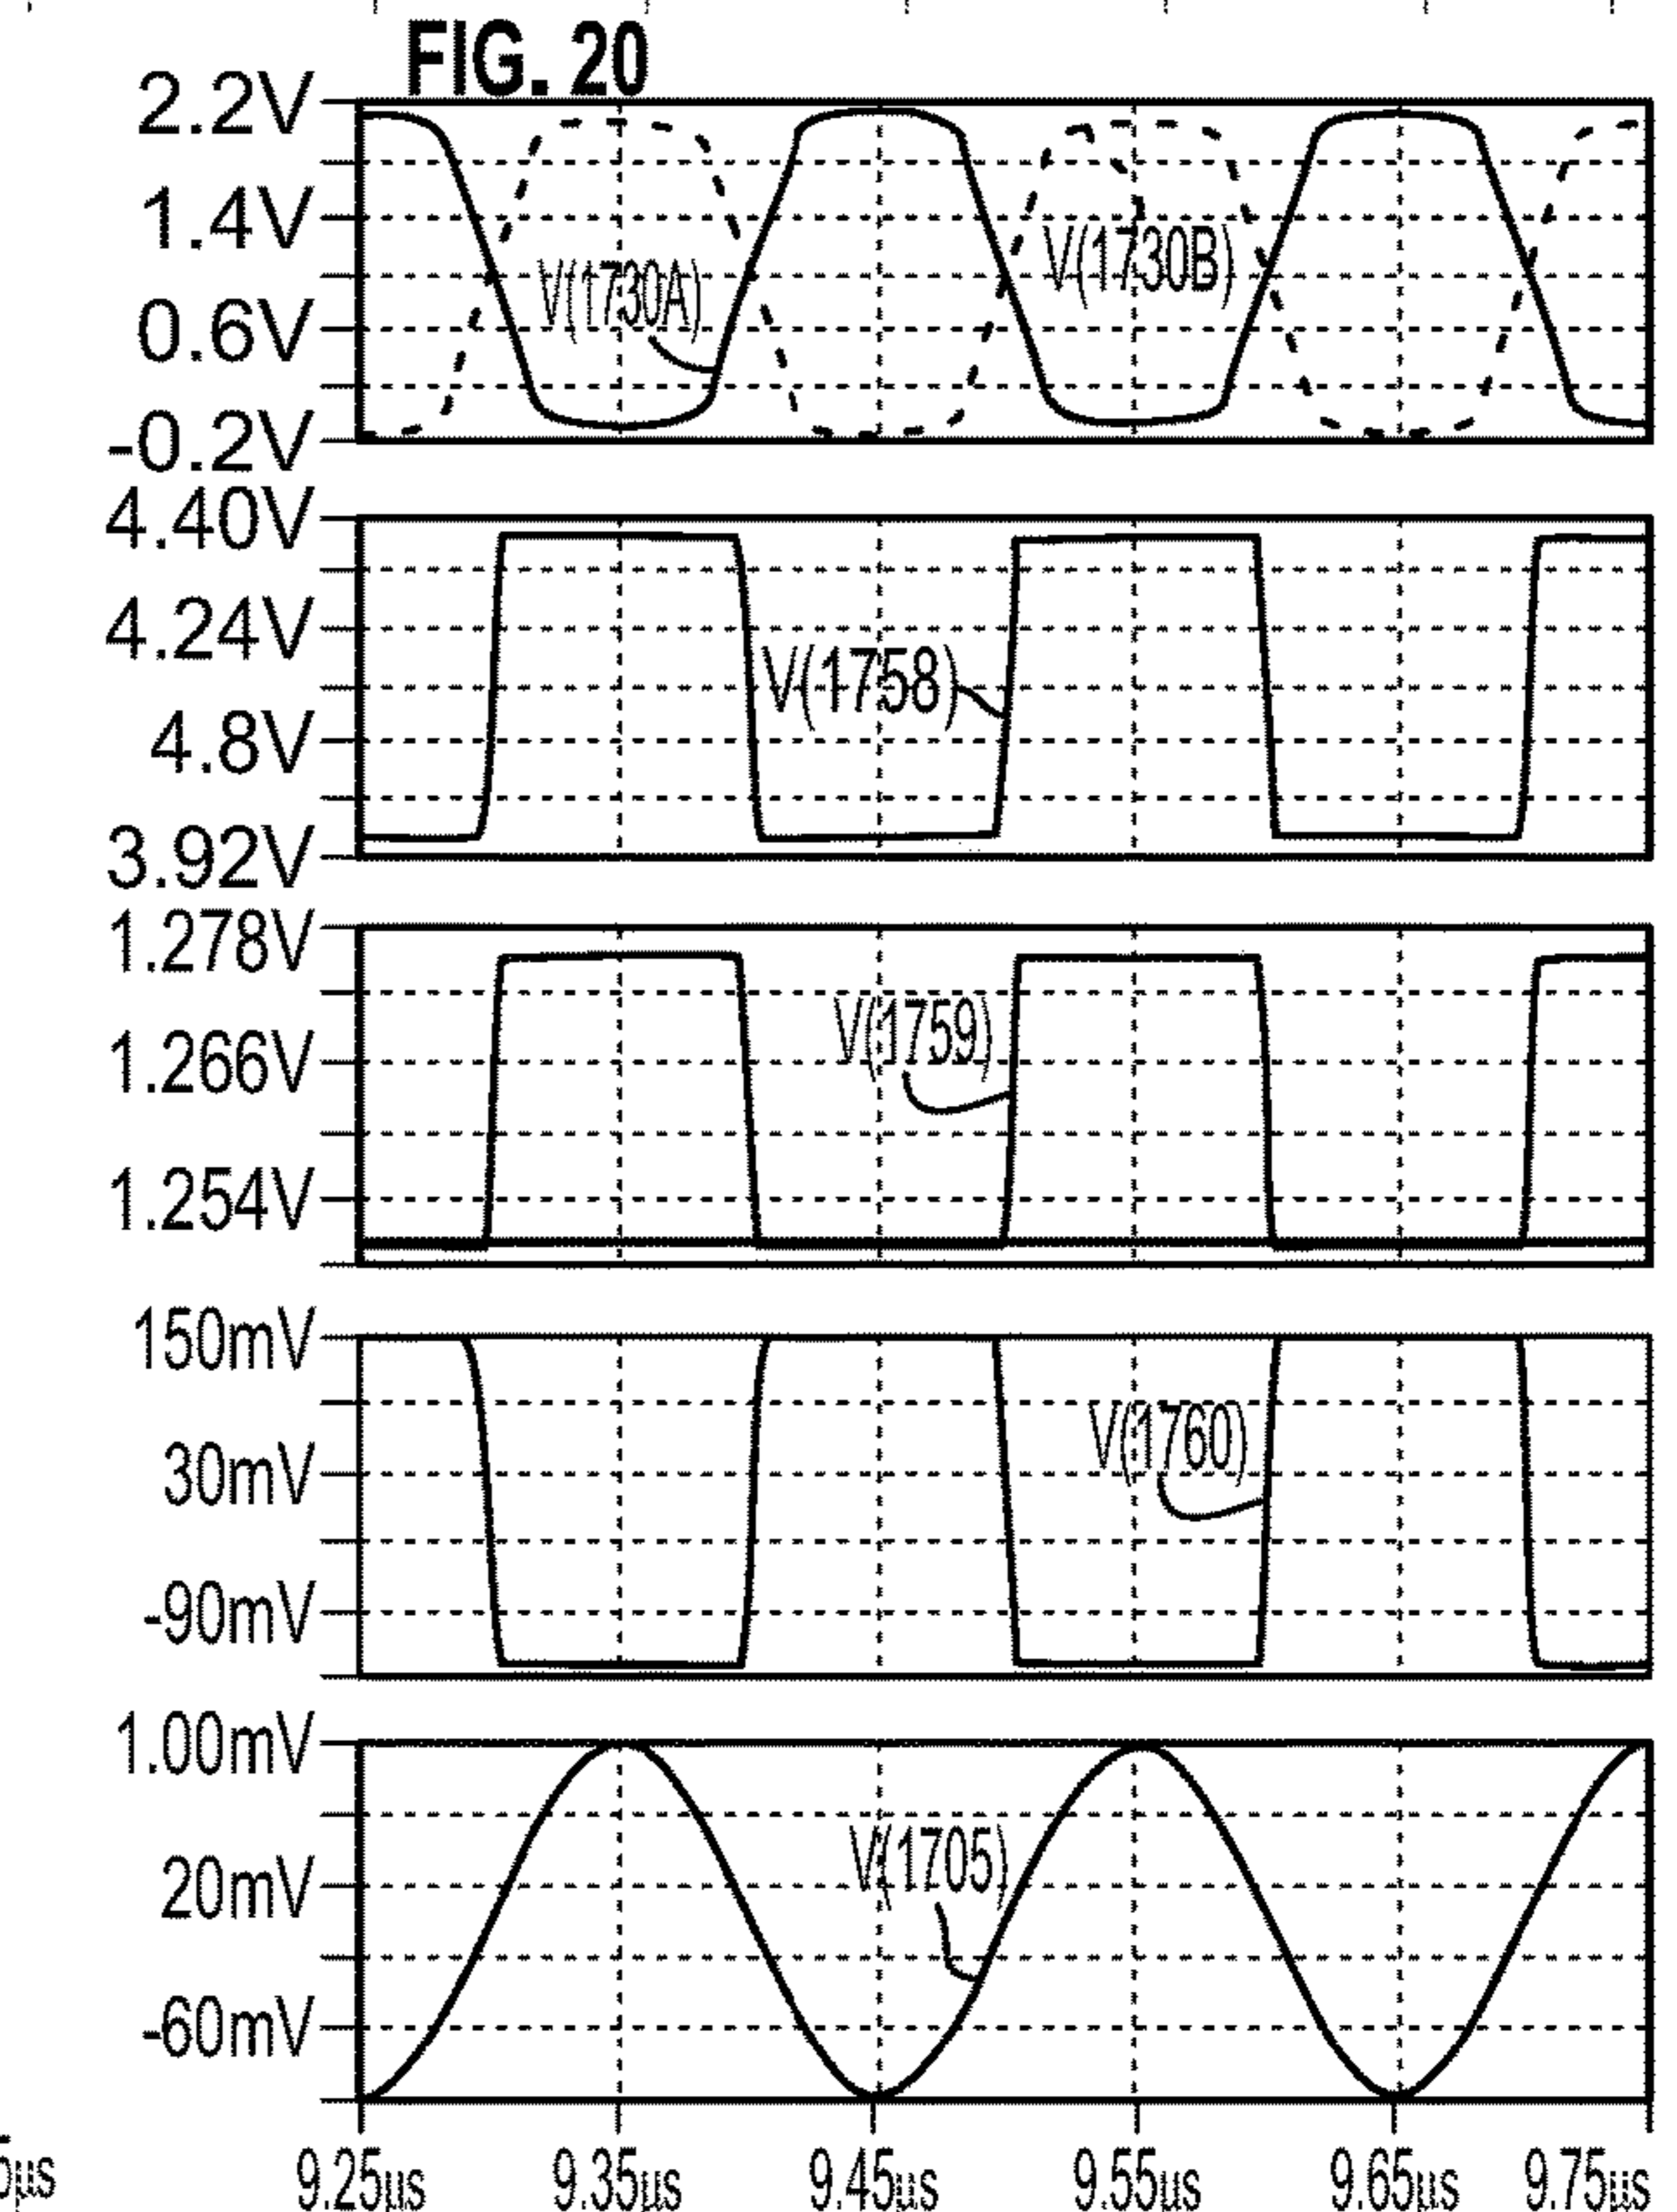 FIG. 20
2.2V
1.4V
0.6V
-0.2V
V(1730A)
V(1730B)
4.40V
4.24V
4.8V
3.92V
V(1758)
1.278V
1.266V
1.254V
V(1759)
150mV
30mV
-90mV
V(1760)
1.00mV
20mV
-60mV
V(1705)
9.25µs 9.35µs 9.45µs 9.55µs 9.65µs 9.75µs